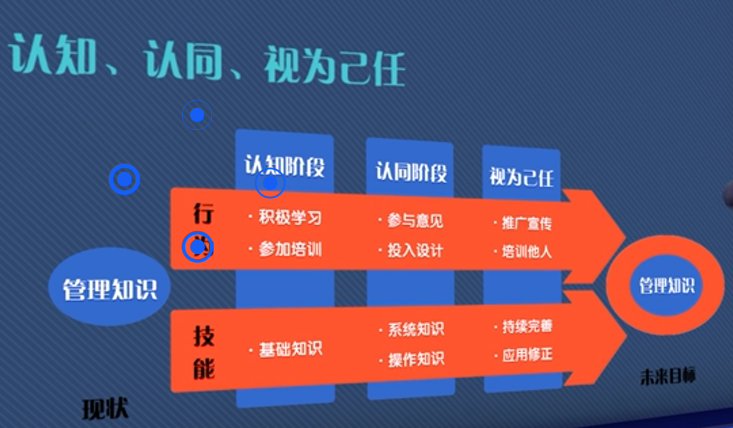 认知、认同、视为己任
认知阶段 认同阶段 视为己任
行为
· 积极学习 · 参与意见 · 推广宣传
· 参加培训 · 投入设计 · 培训他人
管理知识
管理知识
技能
· 基础知识 · 系统知识 · 持续完善
· 操作知识 · 应用修正
现状
未来目标